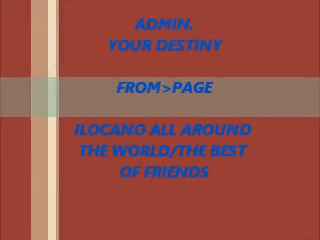 ADMIN.
YOUR DESTINY
FROM>PAGE
ILOCANO ALL AROUND
THE WORLD/THE BEST
OF FRIENDS